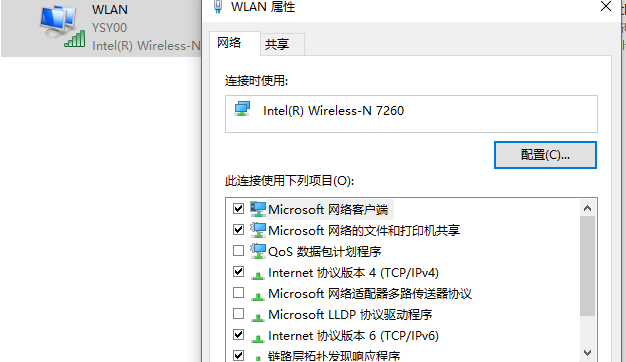 WLAN
YSY00
Intel(R) Wireless-N
WLAN 属性
网络
共享
连接时使用:
Intel(R) Wireless-N 7260
配置(C)...
此连接使用下列项目(O):
Microsoft 网络客户端
Microsoft 网络的文件和打印机共享
QoS 数据包计划程序
Internet 协议版本 4 (TCP/IPv4)
Microsoft 网络适配器多路传送器协议
Microsoft LLDP 协议驱动程序
Internet 协议版本 6 (TCP/IPv6)
链路层拓扑发现响应程序